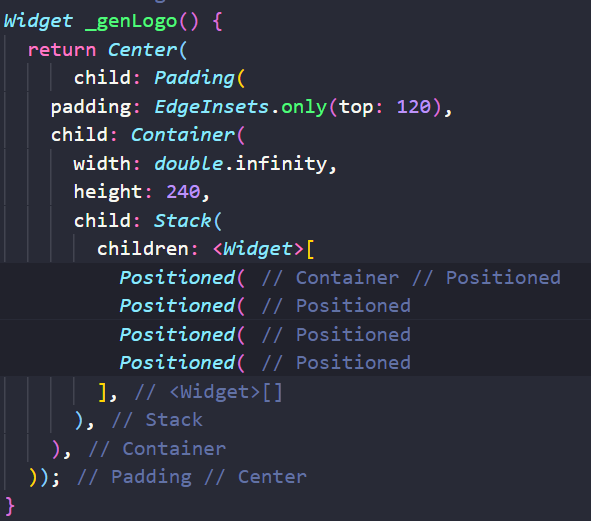 Widget _genLogo() {
  return Center(
      child: Padding(
    padding: EdgeInsets.only(top: 120),
    child: Container(
      width: double.infinity,
      height: 240,
      child: Stack(
        children: <Widget>[
          Positioned( // Container // Positioned
          Positioned( // Positioned
          Positioned( // Positioned
          Positioned( // Positioned
        ], // <Widget>[]
      ), // Stack
    ), // Container
  )); // Padding // Center
}